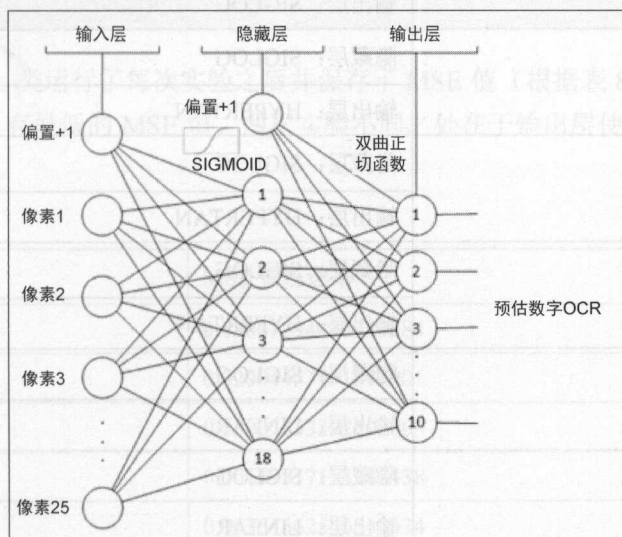 输入层
隐藏层
输出层
偏置+1
偏置+1
SIGMOID
双曲正
切函数
像素1
像素2
像素3
像素25
1
2
3
18
1
2
3
10
预估数字OCR